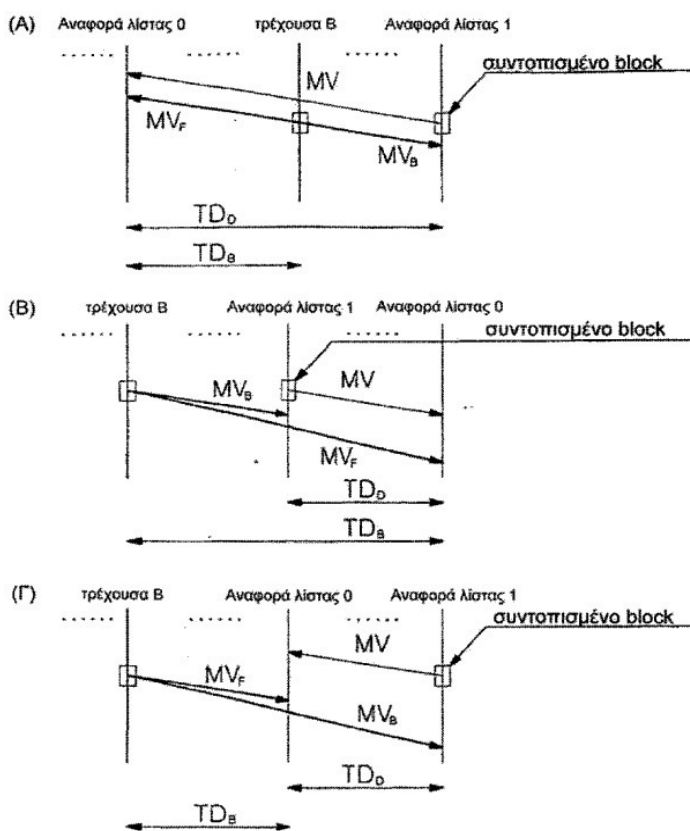 (Α) Αναφορά λίστας 0 τρέχουσα Β Αναφορά λίστας 1
συντοπισμένο block
MV
MVF
MVB
TDD
TDB
(Β) τρέχουσα Β Αναφορά λίστας 1 Αναφορά λίστας 0
συντοπισμένο block
MVB
MV
MVF
TDD
TDB
(Γ) τρέχουσα Β Αναφορά λίστας 0 Αναφορά λίστας 1
συντοπισμένο block
MV
MVF
MVB
TDD
TDB